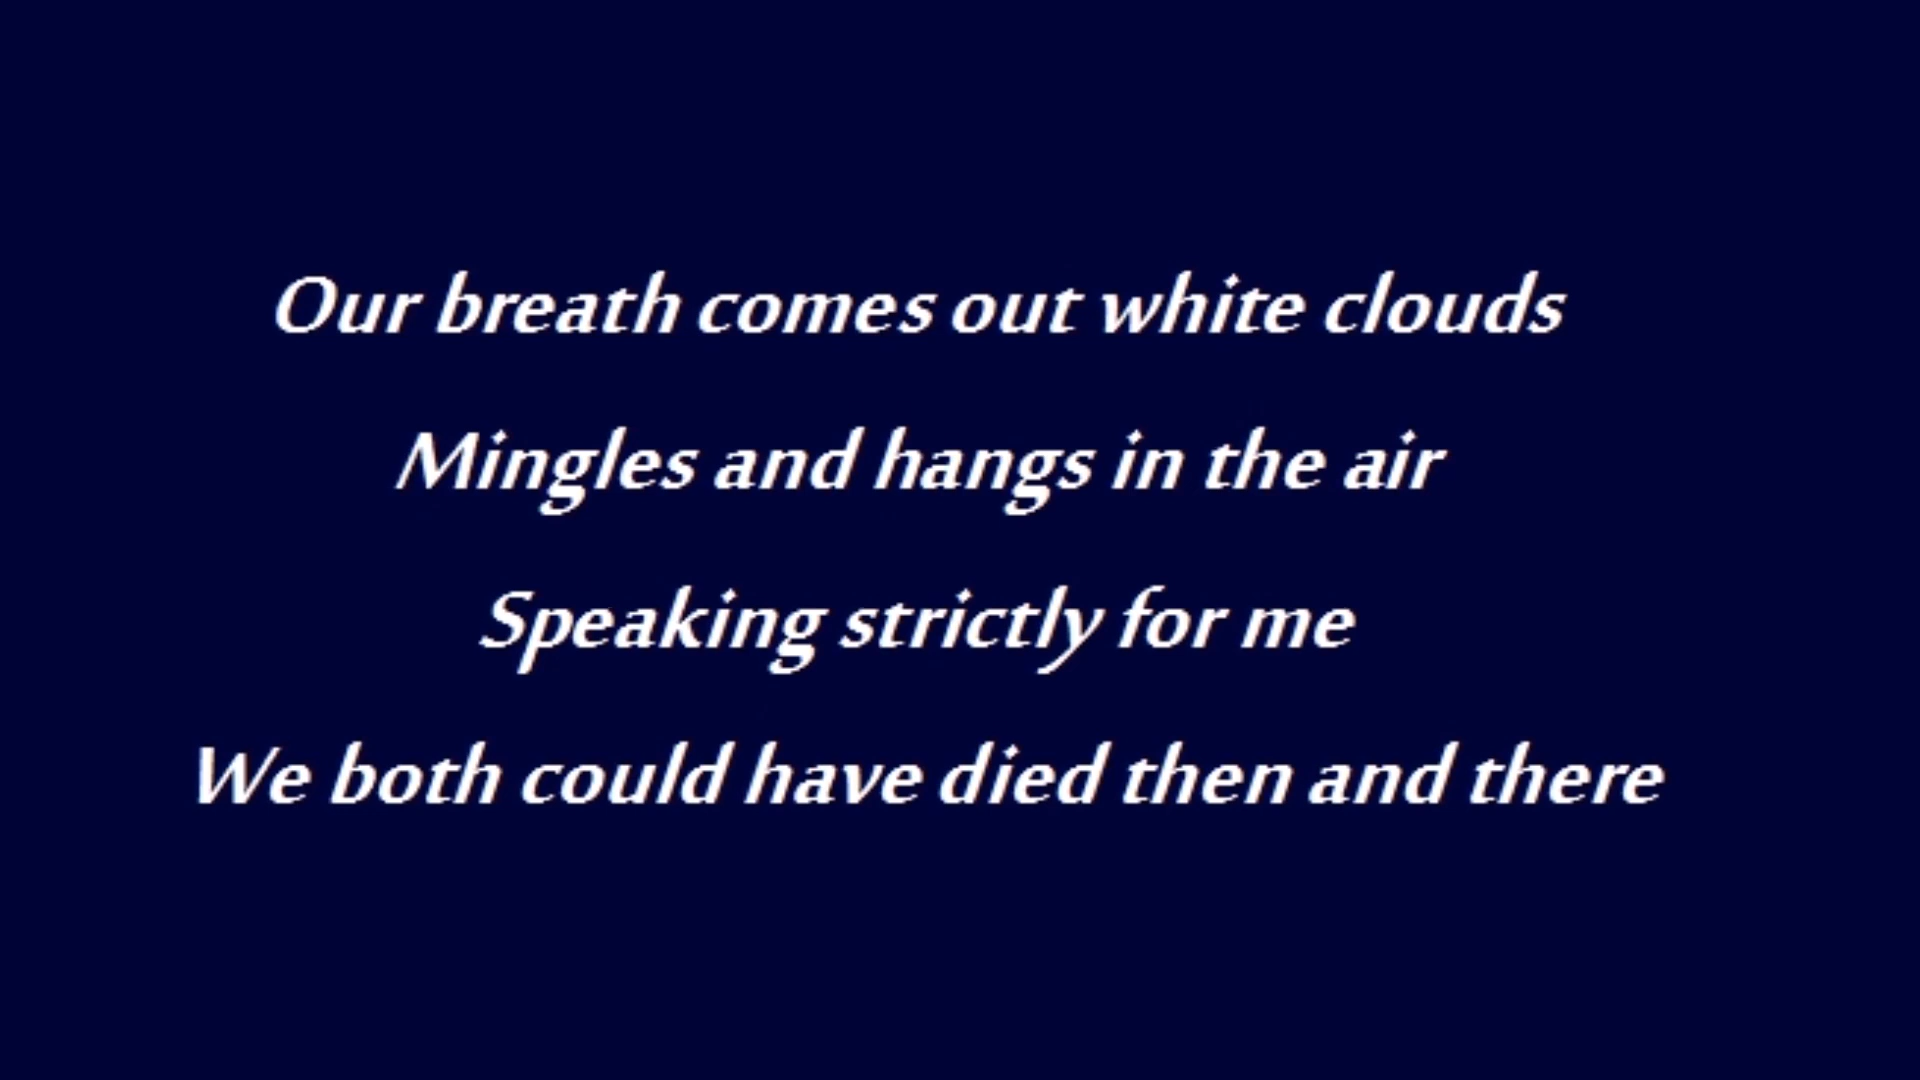 Our breath comes out white clouds
Mingles and hangs in the air
Speaking strictly for me
We both could have died then and there